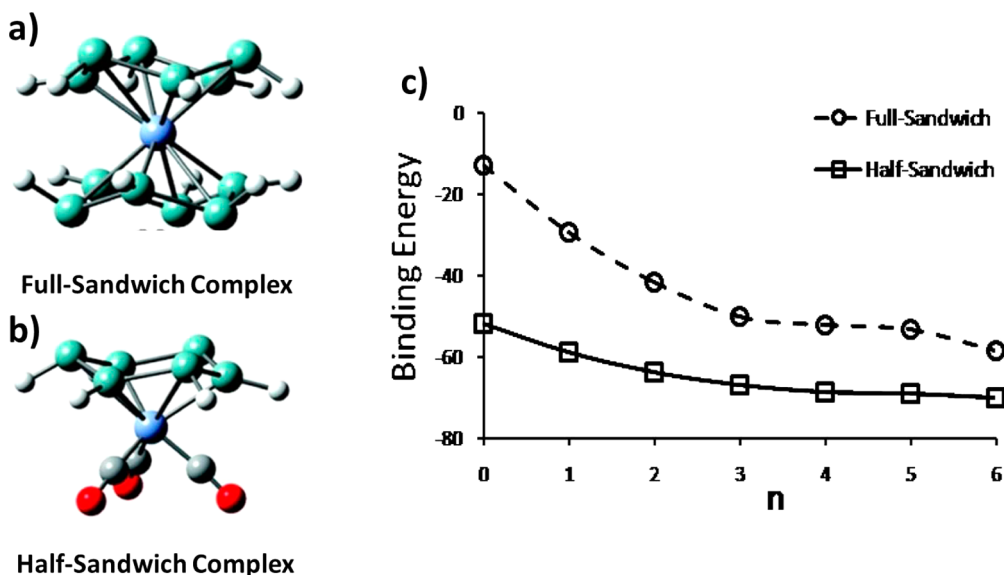 a)
Full-Sandwich Complex
b)
Half-Sandwich Complex
c)
Full-Sandwich
Half-Sandwich
Binding Energy
0
-20
-40
-60
-80
0 1 2 3 4 5 6
n